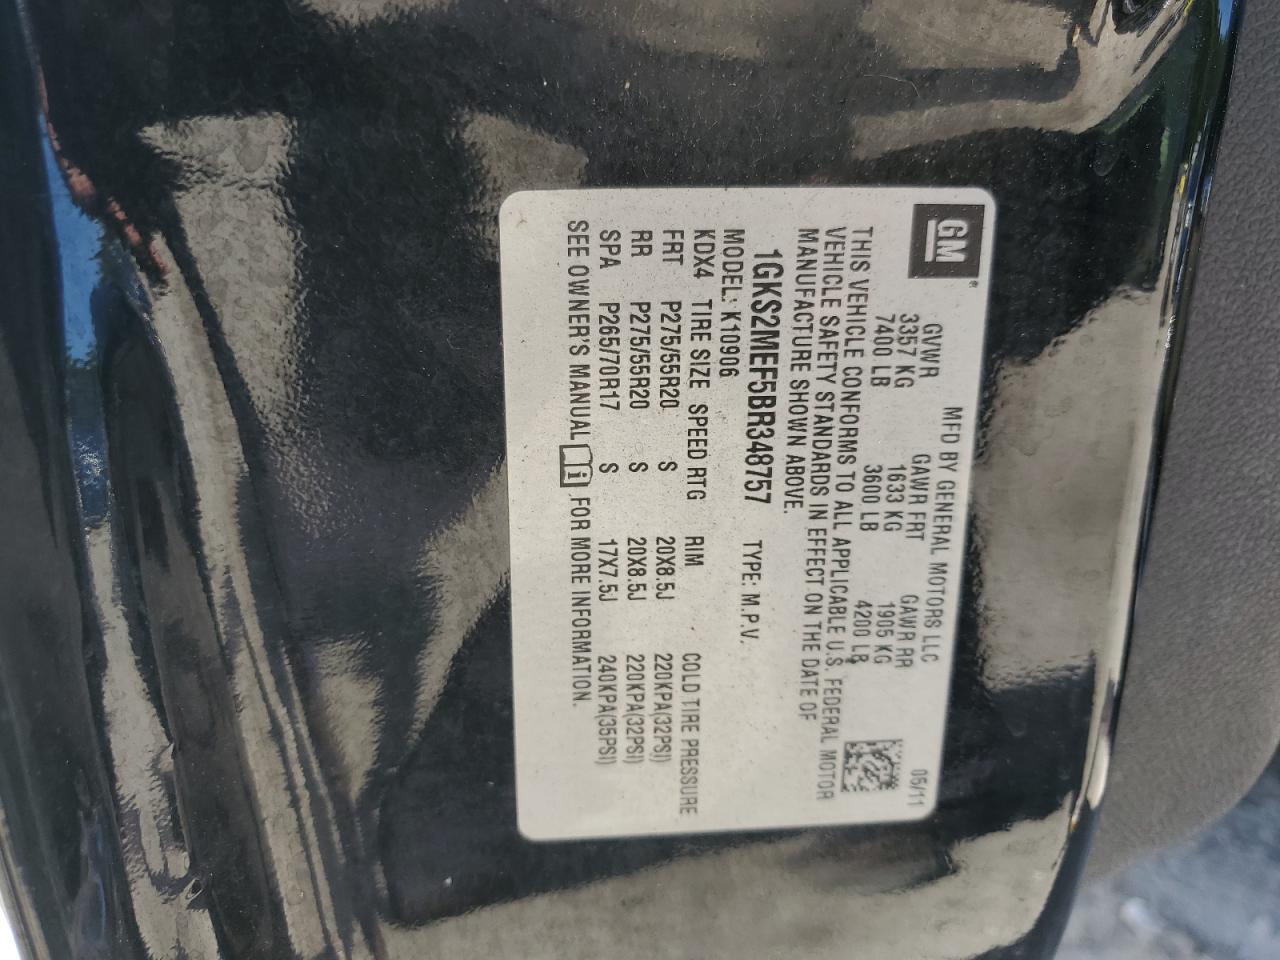 GM
MFD BY GENERAL MOTORS LLC 05/11
GVWR GAWR FRT GAWR RR
3357 KG 1633 KG 1905 KG
7400 LB 3600 LB 4200 LB
THIS VEHICLE CONFORMS TO ALL APPLICABLE U.S. FEDERAL MOTOR
VEHICLE SAFETY STANDARDS IN EFFECT ON THE DATE OF
MANUFACTURE SHOWN ABOVE.
1GKS2MEF5BR348757 TYPE: M.P.V.
MODEL: K10906
KDX4 TIRE SIZE SPEED RTG RIM COLD TIRE PRESSURE
FRT P275/55R20 S 20X8.5J 220KPA(32PSI)
RR P275/55R20 S 20X8.5J 220KPA(32PSI)
SPA P265/70R17 S 17X7.5J 240KPA(35PSI)
SEE OWNER'S MANUAL i FOR MORE INFORMATION.